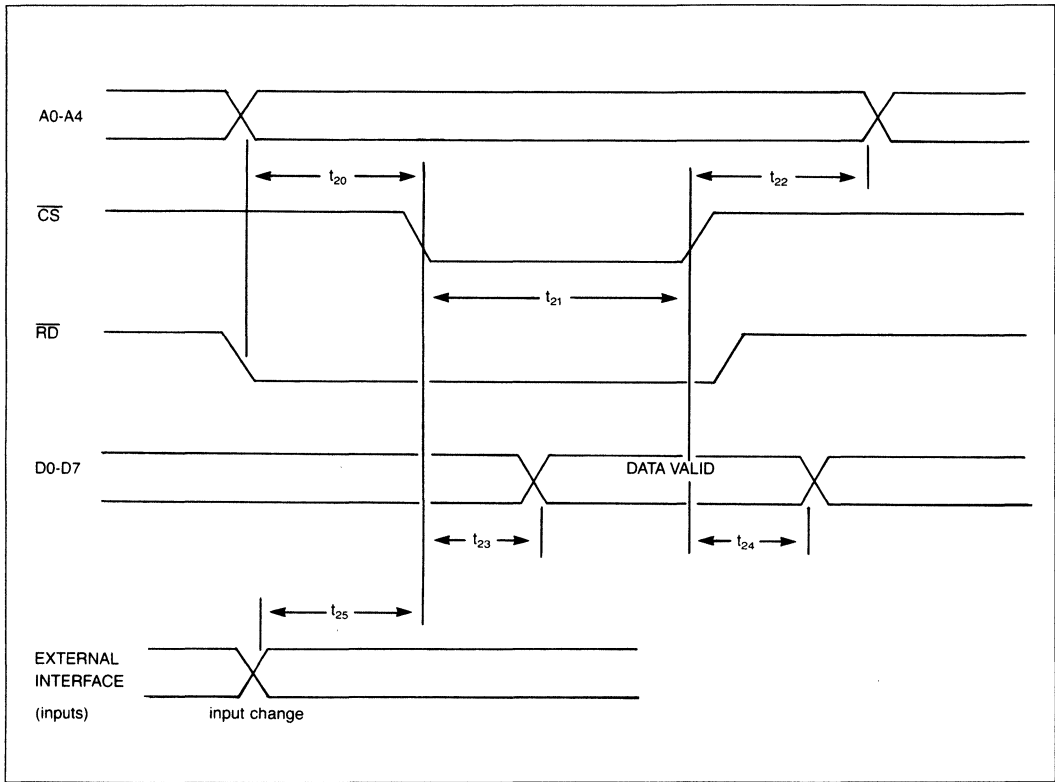 A0-A4
t20
t22
CS
t21
RD
D0-D7
DATA VALID
t23
t24
t25
EXTERNAL
INTERFACE
(inputs)
input change